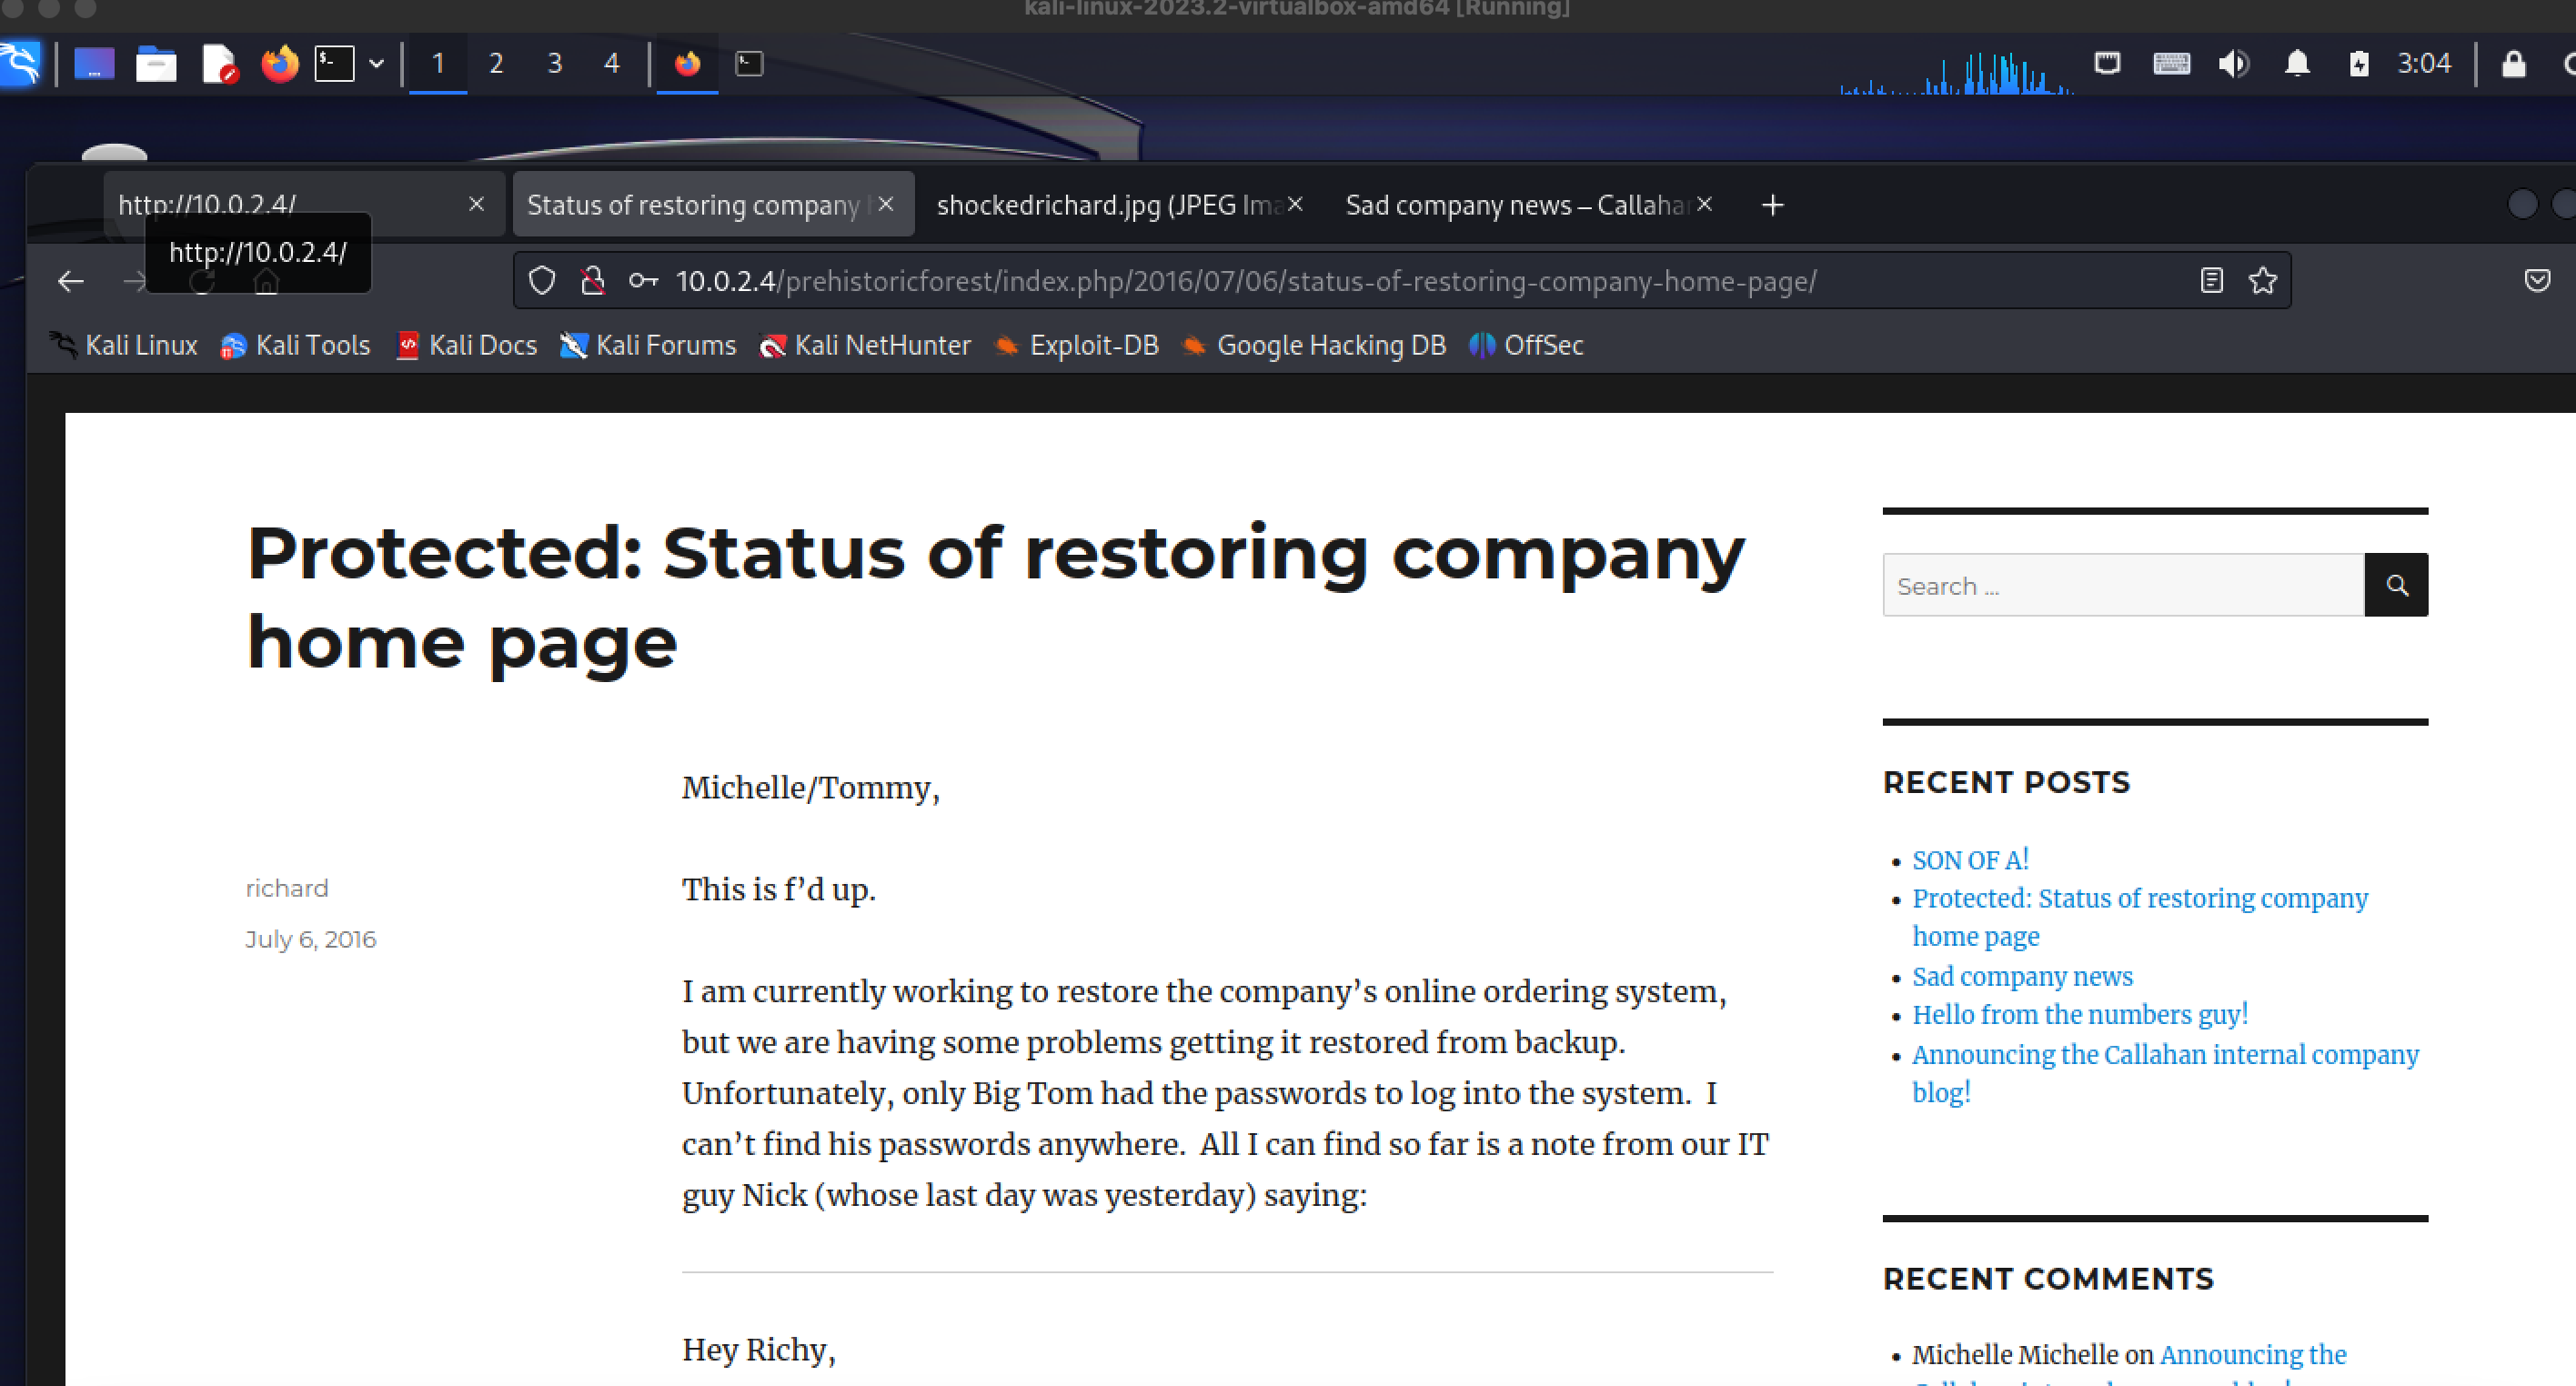 kali-linux-2023.2-virtualbox-amd64 [Running]
1 2 3 4
3:04
http://10.0.2.4/
Status of restoring company
shockedrichard.jpg (JPEG Ima
Sad company news – Callahan
http://10.0.2.4/
10.0.2.4/prehistoricforest/index.php/2016/07/06/status-of-restoring-company-home-page/
Kali Linux
Kali Tools
Kali Docs
Kali Forums
Kali NetHunter
Exploit-DB
Google Hacking DB
OffSec
Protected: Status of restoring company
home page
richard
July 6, 2016
Michelle/Tommy,
This is f’d up.
I am currently working to restore the company’s online ordering system,
but we are having some problems getting it restored from backup.
Unfortunately, only Big Tom had the passwords to log into the system.  I
can’t find his passwords anywhere.  All I can find so far is a note from our IT
guy Nick (whose last day was yesterday) saying:
Hey Richy,
Search ...
RECENT POSTS
SON OF A!
Protected: Status of restoring company
home page
Sad company news
Hello from the numbers guy!
Announcing the Callahan internal company
blog!
RECENT COMMENTS
Michelle Michelle on Announcing the